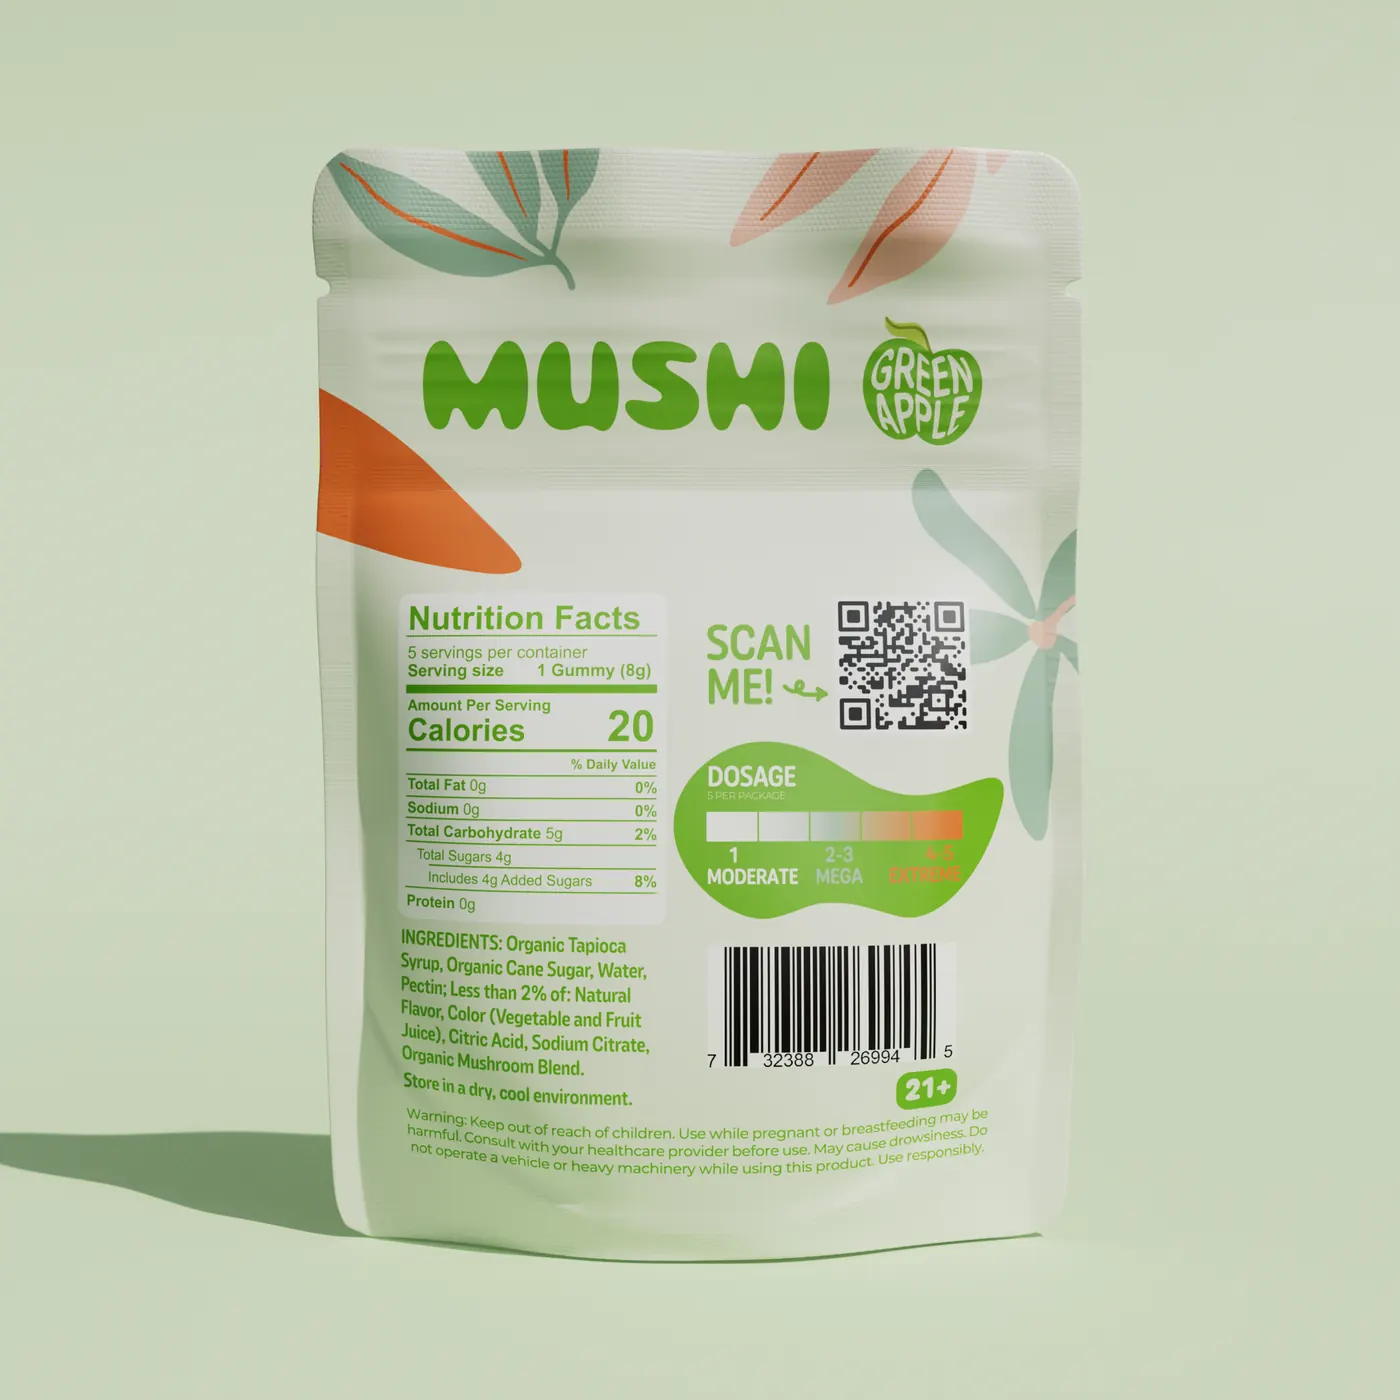 MUSHI
GREEN
APPLE
Nutrition Facts
5 servings per container
Serving size 1 Gummy (8g)
Amount Per Serving
Calories 20
% Daily Value
Total Fat 0g 0%
Sodium 0g 0%
Total Carbohydrate 5g 2%
Total Sugars 4g
Includes 4g Added Sugars 8%
Protein 0g
INGREDIENTS: Organic Tapioca
Syrup, Organic Cane Sugar, Water,
Pectin; Less than 2% of: Natural
Flavor, Color (Vegetable and Fruit
Juice), Citric Acid, Sodium Citrate,
Organic Mushroom Blend.
Store in a dry, cool environment.
SCAN
ME!
DOSAGE
5 PER PACKAGE
1 2-3 4-5
MODERATE MEGA EXTREME
7 32388 26994 5
21+
Warning: Keep out of reach of children. Use while pregnant or breastfeeding may be
harmful. Consult with your healthcare provider before use. May cause drowsiness. Do
not operate a vehicle or heavy machinery while using this product. Use responsibly.